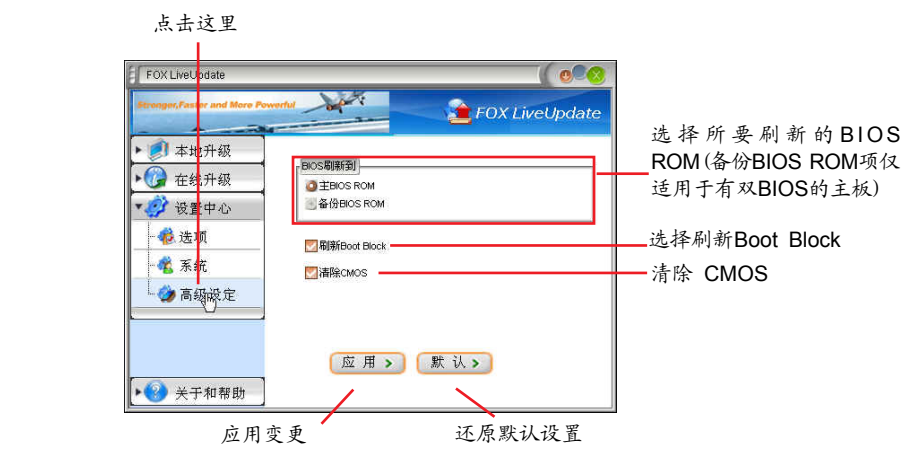 点击这里
FOX LiveUpdate
Stronger,Faster and More Powerful
FOX LiveUpdate
本地升级
在线升级
设置中心
选项
系统
高级设定
关于和帮助
BIOS刷新到
主BIOS ROM
备份BIOS ROM
刷新Boot Block
清除CMOS
应用
默认
选择所要刷新的BIOS
ROM(备份BIOS ROM项仅
适用于有双BIOS的主板)
选择刷新Boot Block
清除 CMOS
应用变更
还原默认设置